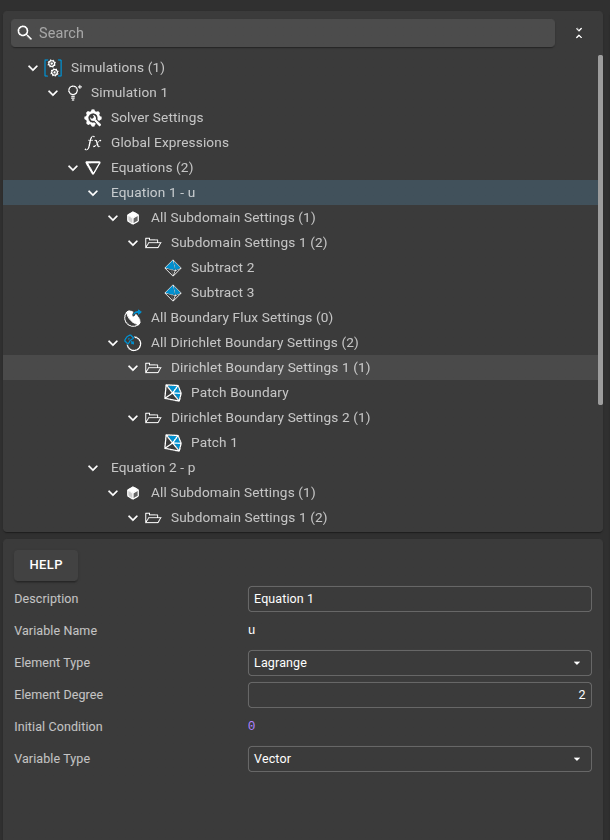 Search
Simulations (1)
Simulation 1
Solver Settings
fx Global Expressions
Equations (2)
Equation 1 - u
All Subdomain Settings (1)
Subdomain Settings 1 (2)
Subtract 2
Subtract 3
All Boundary Flux Settings (0)
All Dirichlet Boundary Settings (2)
Dirichlet Boundary Settings 1 (1)
Patch Boundary
Dirichlet Boundary Settings 2 (1)
Patch 1
Equation 2 - p
All Subdomain Settings (1)
Subdomain Settings 1 (2)
HELP
Description Equation 1
Variable Name u
Element Type Lagrange
Element Degree 2
Initial Condition 0
Variable Type Vector